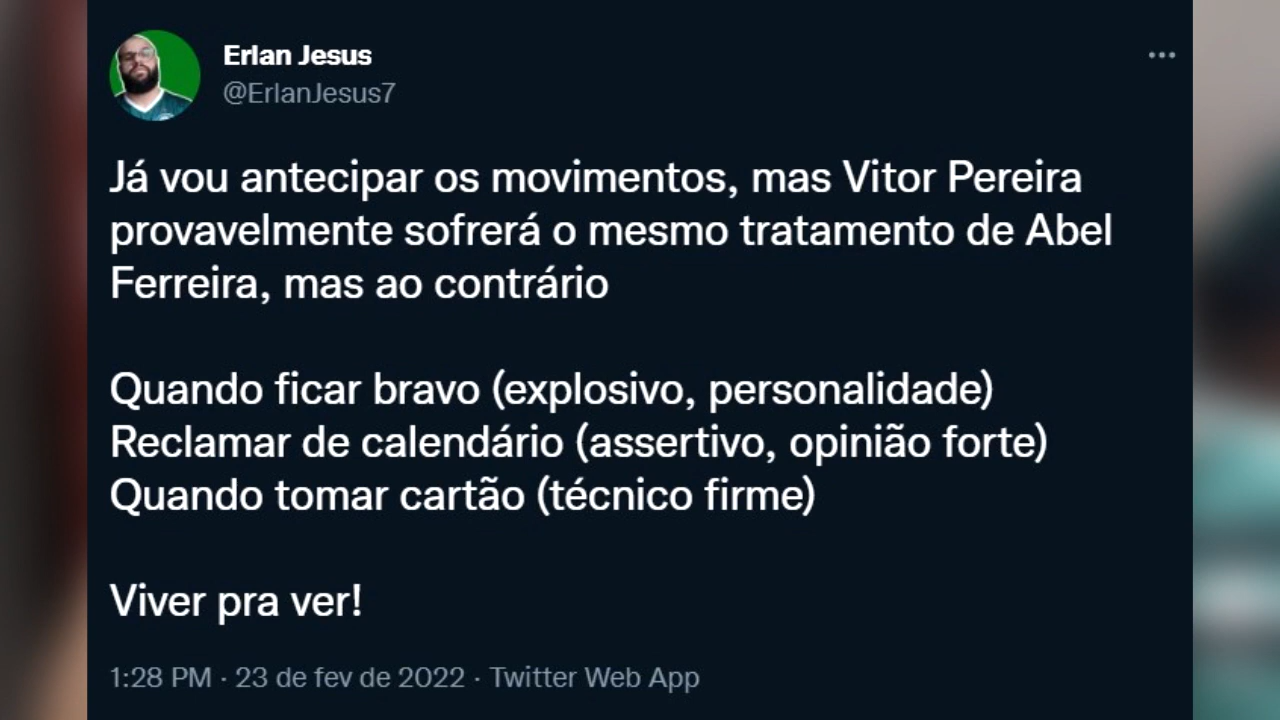 Erlan Jesus
@ErlanJesus7
Já vou antecipar os movimentos, mas Vitor Pereira
provavelmente sofrerá o mesmo tratamento de Abel
Ferreira, mas ao contrário
Quando ficar bravo (explosivo, personalidade)
Reclamar de calendário (assertivo, opinião forte)
Quando tomar cartão (técnico firme)
Viver pra ver!
1:28 PM · 23 de fev de 2022 · Twitter Web App